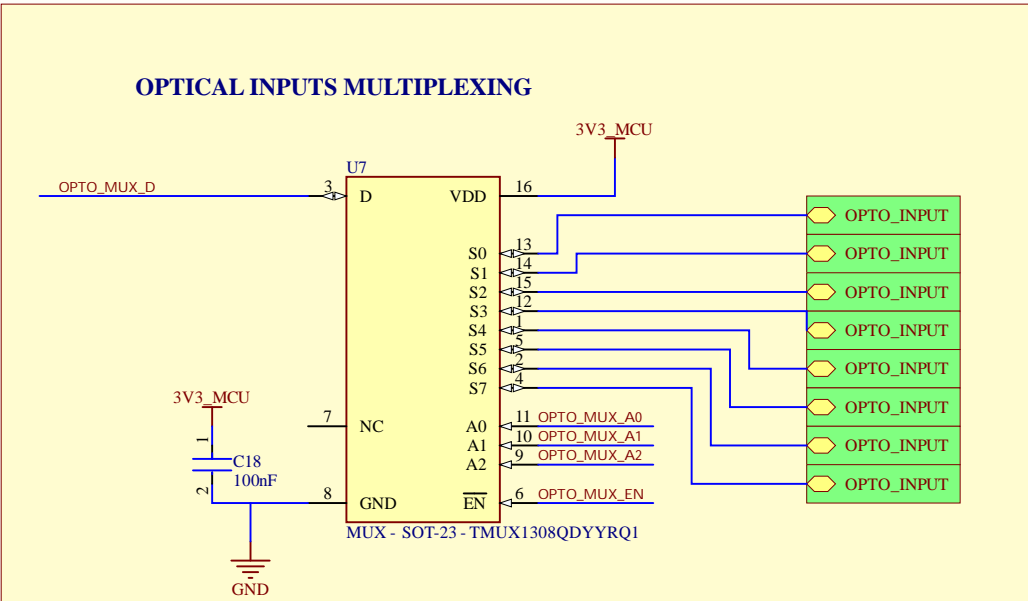 OPTICAL INPUTS MULTIPLEXING
3V3_MCU
U7
OPTO_MUX_D
3
D
VDD
16
OPTO_INPUT
S0
13
OPTO_INPUT
S1
14
S2
15
OPTO_INPUT
S3
12
S4
1
OPTO_INPUT
S5
5
S6
2
OPTO_INPUT
S7
4
OPTO_INPUT
3V3_MCU
7
NC
A0
11
OPTO_MUX_A0
A1
10
OPTO_MUX_A1
OPTO_INPUT
A2
9
OPTO_MUX_A2
1
C18
100nF
2
OPTO_INPUT
8
GND
EN
6
OPTO_MUX_EN
MUX - SOT-23 - TMUX1308QDYYRQ1
GND